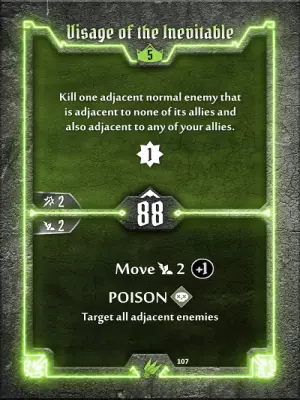 Visage of the Inevitable
5
Kill one adjacent normal enemy that
is adjacent to none of its allies and
also adjacent to any of your allies.
1
2
88
2
Move 2 +1
POISON
Target all adjacent enemies
107